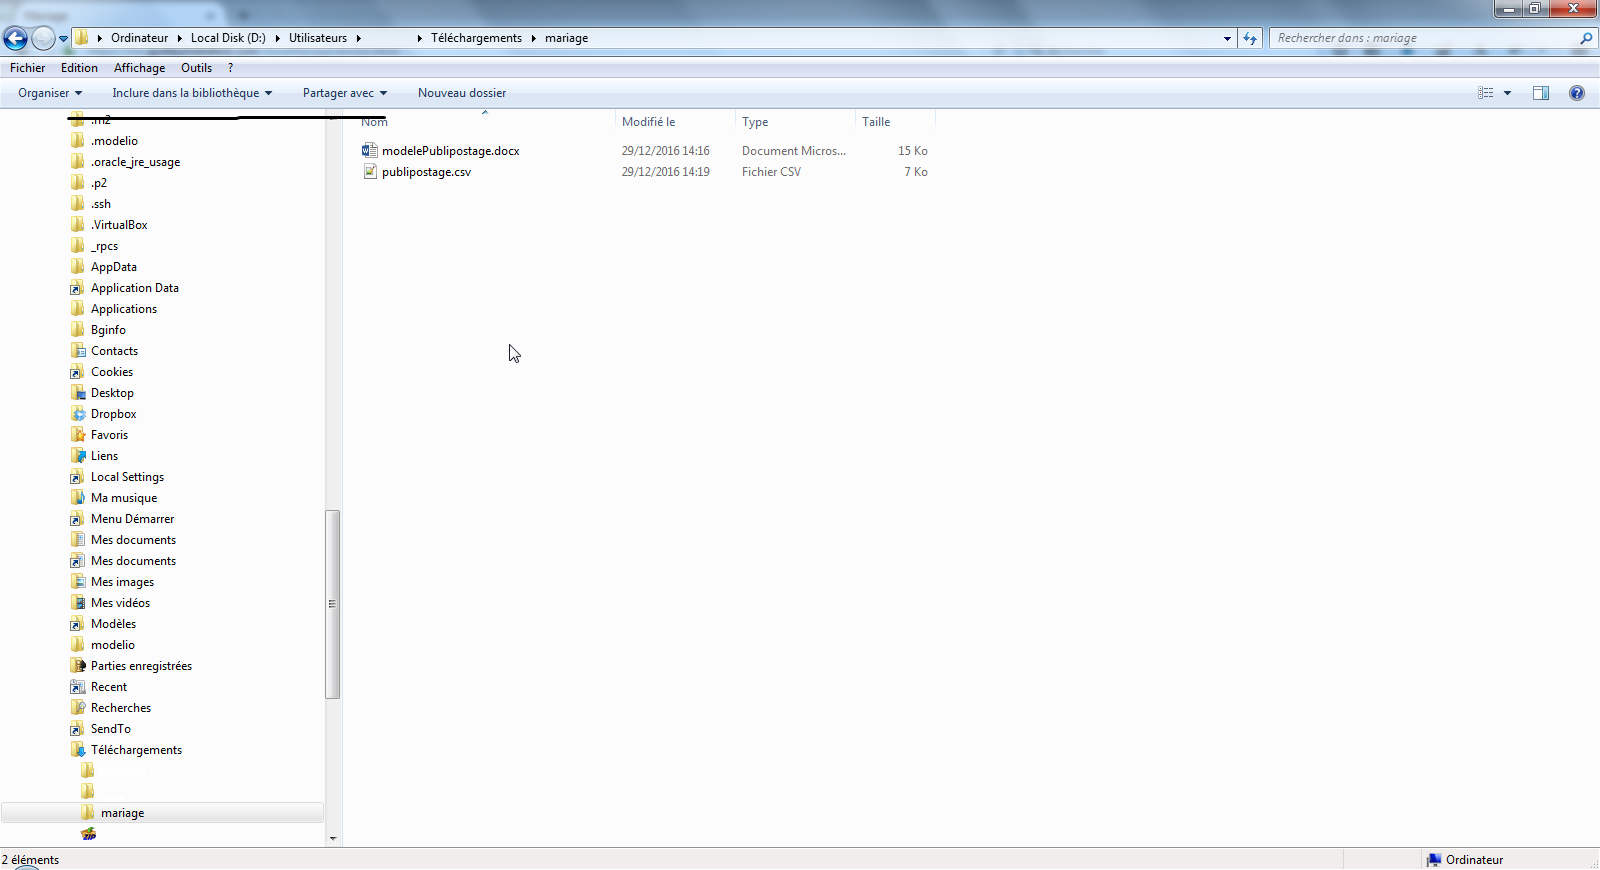 Ordinateur Local Disk (D:) Utilisateurs Téléchargements mariage Rechercher dans : mariage
Fichier Edition Affichage Outils ?
Organiser Inclure dans la bibliothèque Partager avec Nouveau dossier
.m2
.modelio
.oracle_jre_usage
.p2
.ssh
.VirtualBox
_rpcs
AppData
Application Data
Applications
Bginfo
Contacts
Cookies
Desktop
Dropbox
Favoris
Liens
Local Settings
Ma musique
Menu Démarrer
Mes documents
Mes documents
Mes images
Mes vidéos
Modèles
modelio
Parties enregistrées
Recent
Recherches
SendTo
Téléchargements
mariage
Nom Modifié le Type Taille
modelePublipostage.docx 29/12/2016 14:16 Document Micros... 15 Ko
publipostage.csv 29/12/2016 14:19 Fichier CSV 7 Ko
2 éléments Ordinateur